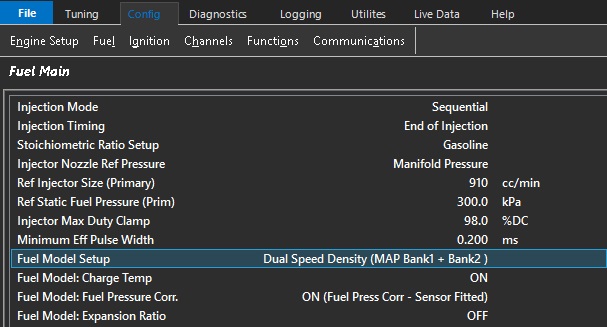 File Tuning Config Diagnostics Logging Utilites Live Data Help
Engine Setup Fuel Ignition Channels Functions Communications
Fuel Main
Injection Mode Sequential
Injection Timing End of Injection
Stoichiometric Ratio Setup Gasoline
Injector Nozzle Ref Pressure Manifold Pressure
Ref Injector Size (Primary) 910 cc/min
Ref Static Fuel Pressure (Prim) 300.0 kPa
Injector Max Duty Clamp 98.0 %DC
Minimum Eff Pulse Width 0.200 ms
Fuel Model Setup Dual Speed Density (MAP Bank1 + Bank2 )
Fuel Model: Charge Temp ON
Fuel Model: Fuel Pressure Corr. ON (Fuel Press Corr - Sensor Fitted)
Fuel Model: Expansion Ratio OFF